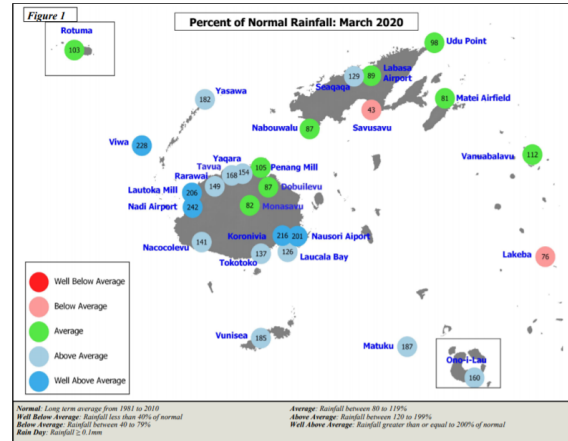 Figure 1
Percent of Normal Rainfall: March 2020
Rotuma
103
98
Udu Point
129
89
Labasa
Airport
Seaqaqa
Yasawa
182
81
Matei Airfield
43
Savusavu
Nabouwalu
87
Viwa
228
112
Vanuabalavu
Yaqara
Tavua
105
Penang Mill
Rarawai
168
154
149
87
Dobuilevu
Lautoka Mill
206
Nadi Airport
242
82
Monasavu
Koronivia
216
201
Nausori Aiport
Nacocolevu
141
137
126
Laucala Bay
Tokotoko
Lakeba
76
Well Below Average
Below Average
Average
Above Average
Well Above Average
Vunisea
185
Matuku
187
Ono-i-Lau
160
Normal: Long term average from 1981 to 2010
Well Below Average: Rainfall less than 40% of normal
Below Average: Rainfall between 40 to 79%
Rain Day: Rainfall ≥ 0.1mm
Average: Rainfall between 80 to 119%
Above Average: Rainfall between 120 to 199%
Well Above Average: Rainfall greater than or equal to 200% of normal